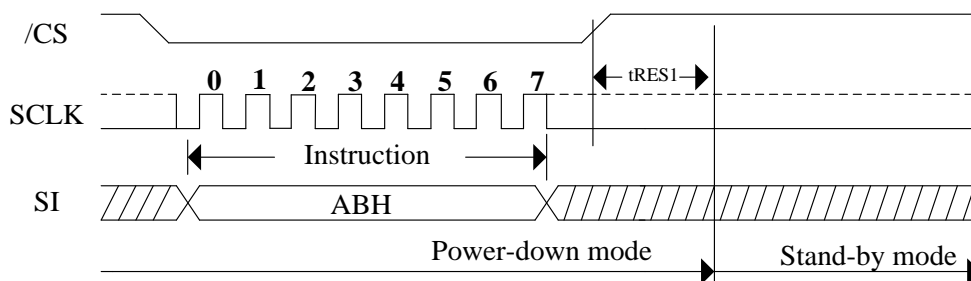 /CS
tRES1
0 1 2 3 4 5 6 7
SCLK
Instruction
SI
ABH
Power-down mode
Stand-by mode